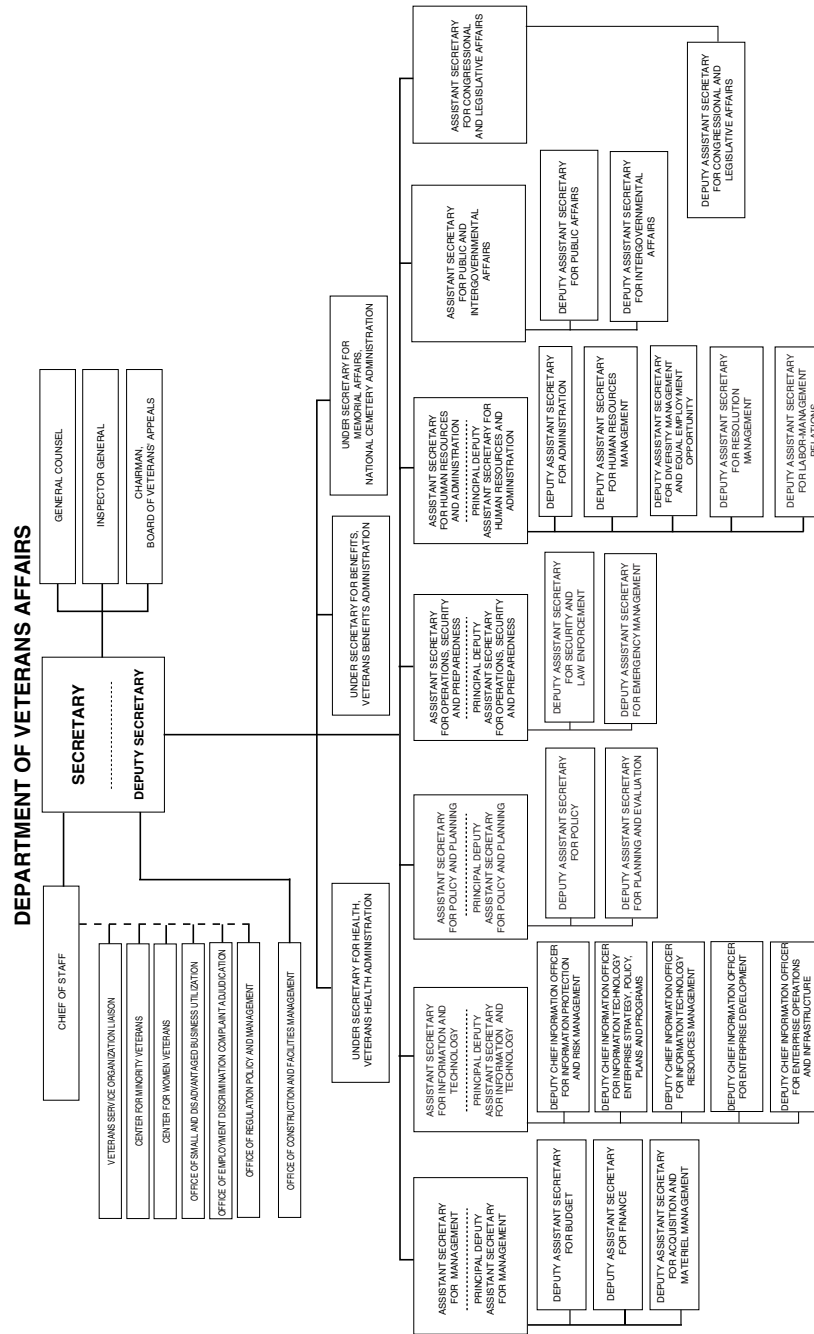 DEPARTMENT OF VETERANS AFFAIRS
SECRETARY
DEPUTY SECRETARY
GENERAL COUNSEL
INSPECTOR GENERAL
CHAIRMAN,
BOARD OF VETERANS' APPEALS
CHIEF OF STAFF
VETERANS SERVICE ORGANIZATION LIAISON
CENTER FOR MINORITY VETERANS
CENTER FOR WOMEN VETERANS
OFFICE OF SMALL AND DISADVANTAGED BUSINESS UTILIZATION
OFFICE OF EMPLOYMENT DISCRIMINATION COMPLAINT ADJUDICATION
OFFICE OF REGULATION POLICY AND MANAGEMENT
OFFICE OF CONSTRUCTION AND FACILITIES MANAGEMENT
UNDER SECRETARY FOR HEALTH,
VETERANS HEALTH ADMINISTRATION
UNDER SECRETARY FOR BENEFITS,
VETERANS BENEFITS ADMINISTRATION
UNDER SECRETARY FOR
MEMORIAL AFFAIRS,
NATIONAL CEMETERY ADMINISTRATION
ASSISTANT SECRETARY
FOR MANAGEMENT
PRINCIPAL DEPUTY
ASSISTANT SECRETARY
FOR MANAGEMENT
DEPUTY ASSISTANT SECRETARY
FOR BUDGET
DEPUTY ASSISTANT SECRETARY
FOR FINANCE
DEPUTY ASSISTANT SECRETARY
FOR ACQUISITION AND
MATERIEL MANAGEMENT
ASSISTANT SECRETARY
FOR INFORMATION AND
TECHNOLOGY
PRINCIPAL DEPUTY
ASSISTANT SECRETARY
FOR INFORMATION AND
TECHNOLOGY
DEPUTY CHIEF INFORMATION OFFICER
FOR INFORMATION PROTECTION
AND RISK MANAGEMENT
DEPUTY CHIEF INFORMATION OFFICER
FOR INFORMATION TECHNOLOGY
ENTERPRISE STRATEGY, POLICY,
PLANS AND PROGRAMS
DEPUTY CHIEF INFORMATION OFFICER
FOR INFORMATION TECHNOLOGY
RESOURCES MANAGEMENT
DEPUTY CHIEF INFORMATION OFFICER
FOR ENTERPRISE DEVELOPMENT
DEPUTY CHIEF INFORMATION OFFICER
FOR ENTERPRISE OPERATIONS
AND INFRASTRUCTURE
ASSISTANT SECRETARY
FOR POLICY AND PLANNING
PRINCIPAL DEPUTY
ASSISTANT SECRETARY
FOR POLICY AND PLANNING
DEPUTY ASSISTANT SECRETARY
FOR POLICY
DEPUTY ASSISTANT SECRETARY
FOR PLANNING AND EVALUATION
ASSISTANT SECRETARY
FOR OPERATIONS, SECURITY
AND PREPAREDNESS
PRINCIPAL DEPUTY
ASSISTANT SECRETARY
FOR OPERATIONS, SECURITY
AND PREPAREDNESS
DEPUTY ASSISTANT SECRETARY
FOR SECURITY AND
LAW ENFORCEMENT
DEPUTY ASSISTANT SECRETARY
FOR EMERGENCY MANAGEMENT
ASSISTANT SECRETARY
FOR HUMAN RESOURCES
AND ADMINISTRATION
PRINCIPAL DEPUTY
ASSISTANT SECRETARY FOR
HUMAN RESOURCES AND
ADMINISTRATION
DEPUTY ASSISTANT SECRETARY
FOR ADMINISTRATION
DEPUTY ASSISTANT SECRETARY
FOR HUMAN RESOURCES
MANAGEMENT
DEPUTY ASSISTANT SECRETARY
FOR DIVERSITY MANAGEMENT
AND EQUAL EMPLOYMENT
OPPORTUNITY
DEPUTY ASSISTANT SECRETARY
FOR RESOLUTION
MANAGEMENT
DEPUTY ASSISTANT SECRETARY
FOR LABOR-MANAGEMENT
RELATIONS
ASSISTANT SECRETARY
FOR PUBLIC AND
INTERGOVERNMENTAL
AFFAIRS
DEPUTY ASSISTANT SECRETARY
FOR PUBLIC AFFAIRS
DEPUTY ASSISTANT SECRETARY
FOR INTERGOVERNMENTAL
AFFAIRS
ASSISTANT SECRETARY
FOR CONGRESSIONAL
AND LEGISLATIVE AFFAIRS
DEPUTY ASSISTANT SECRETARY
FOR CONGRESSIONAL AND
LEGISLATIVE AFFAIRS